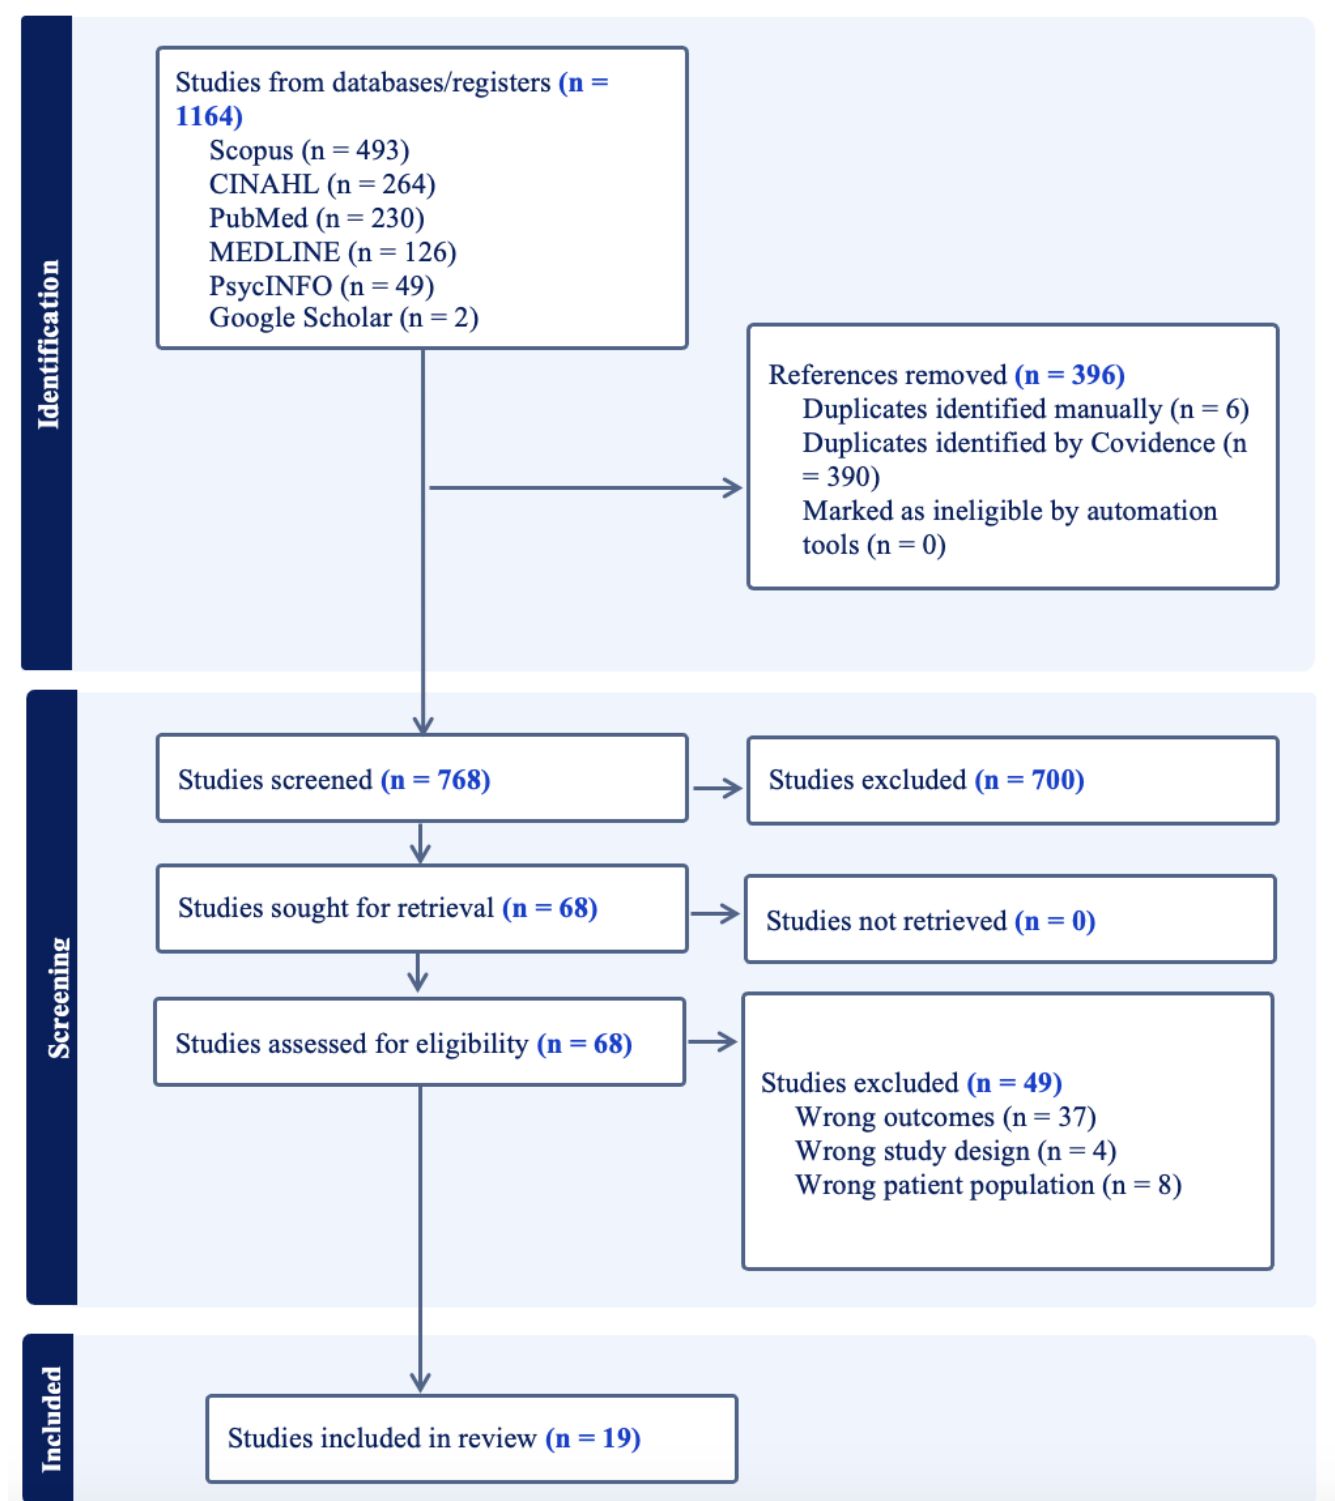 Identification
Studies from databases/registers (n =
1164)
Scopus (n = 493)
CINAHL (n = 264)
PubMed (n = 230)
MEDLINE (n = 126)
PsycINFO (n = 49)
Google Scholar (n = 2)
References removed (n = 396)
Duplicates identified manually (n = 6)
Duplicates identified by Covidence (n
= 390)
Marked as ineligible by automation
tools (n = 0)
Screening
Studies screened (n = 768)
Studies excluded (n = 700)
Studies sought for retrieval (n = 68)
Studies not retrieved (n = 0)
Studies assessed for eligibility (n = 68)
Studies excluded (n = 49)
Wrong outcomes (n = 37)
Wrong study design (n = 4)
Wrong patient population (n = 8)
Included
Studies included in review (n = 19)